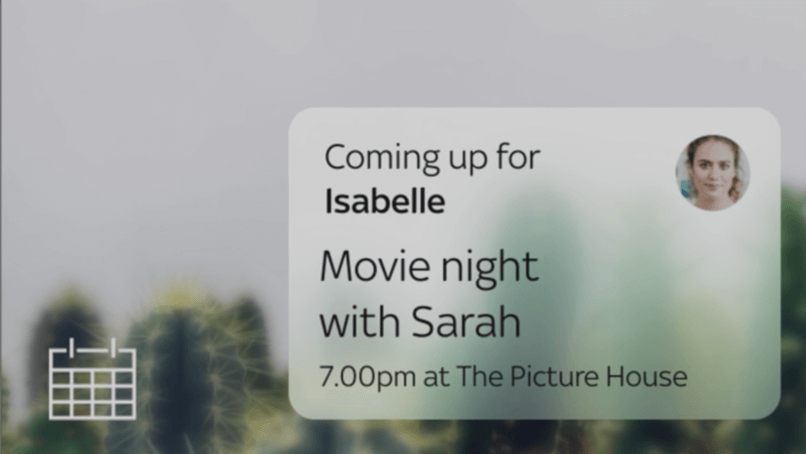 Coming up for
Isabelle
Movie night
with Sarah
7.00pm at The Picture House